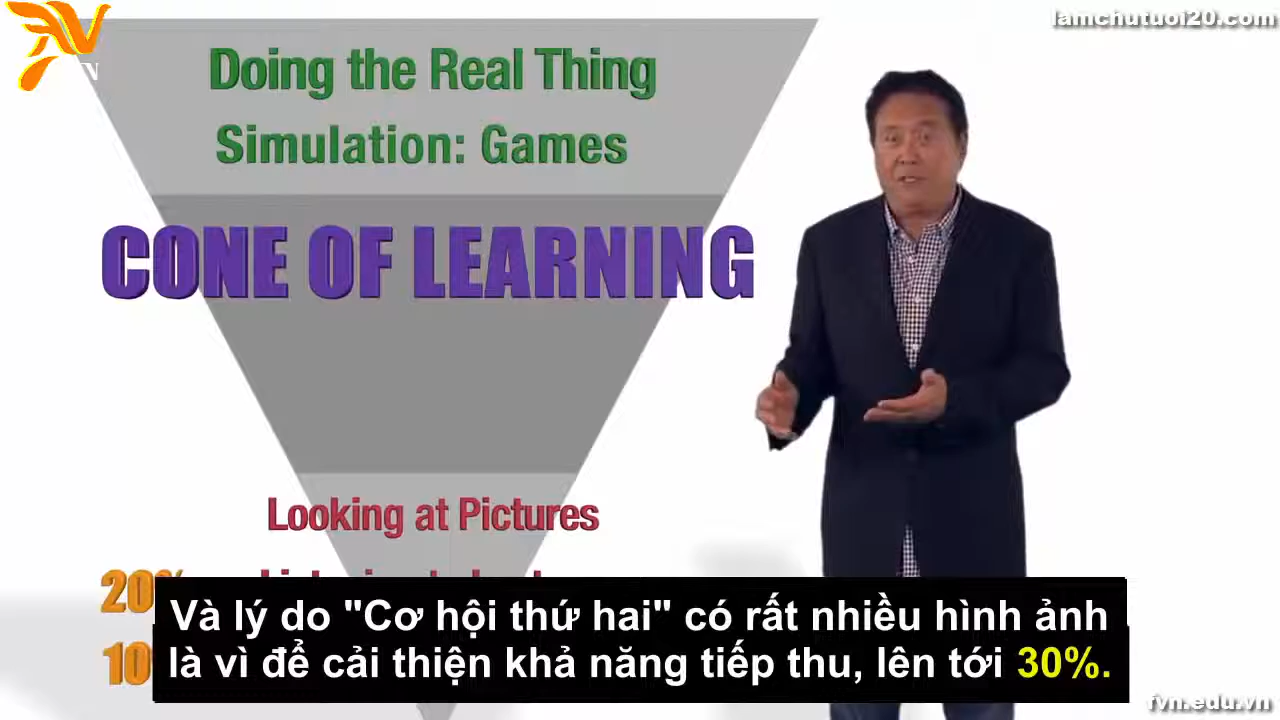 lamchutuoi20.com
Doing the Real Thing
Simulation: Games
CONE OF LEARNING
Looking at Pictures
20%
10
Và lý do "Cơ hội thứ hai" có rất nhiều hình ảnh
là vì để cải thiện khả năng tiếp thu, lên tới 30%.
fvn.edu.vn